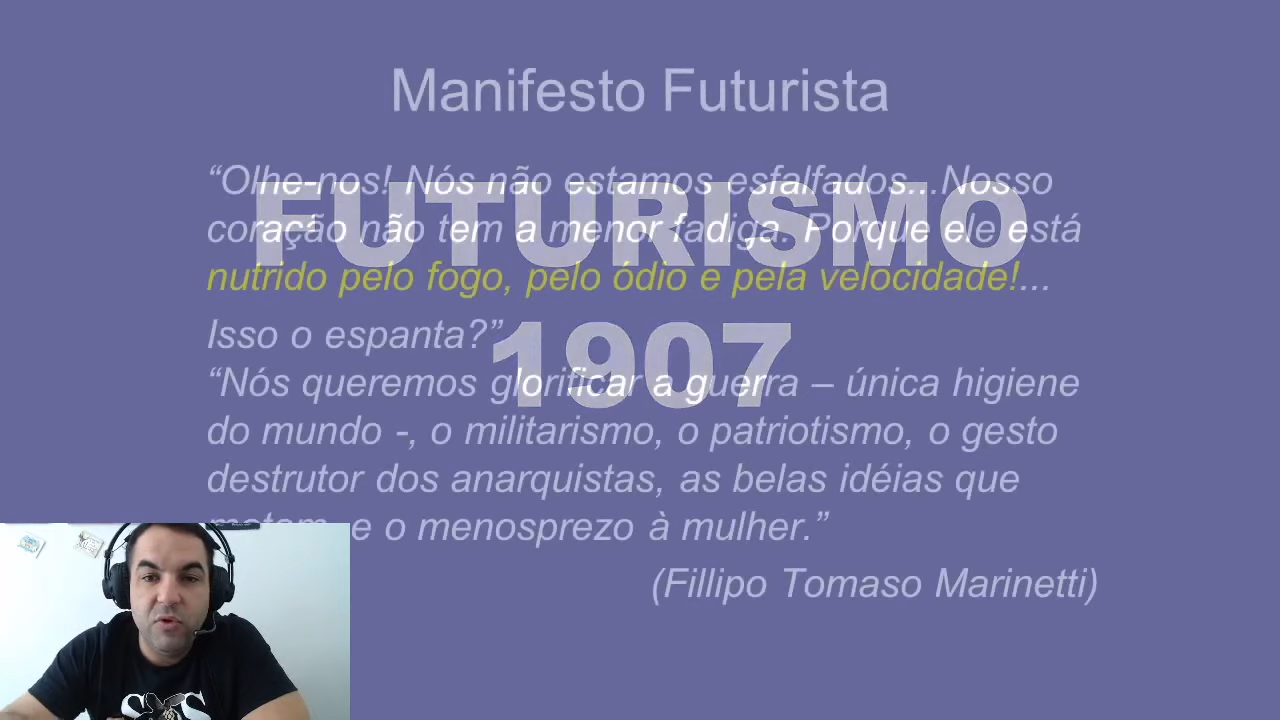 Manifesto Futurista
“Olhe-nos! Nós não estamos esfalfados...Nosso
coração não tem a menor fadiga. Porque ele está
nutrido pelo fogo, pelo ódio e pela velocidade!...
Isso o espanta?”
“Nós queremos glorificar a guerra – única higiene
do mundo -, o militarismo, o patriotismo, o gesto
destrutor dos anarquistas, as belas idéias que
e o menosprezo à mulher.”
(Fillipo Tomaso Marinetti)
FUTURISMO
1907